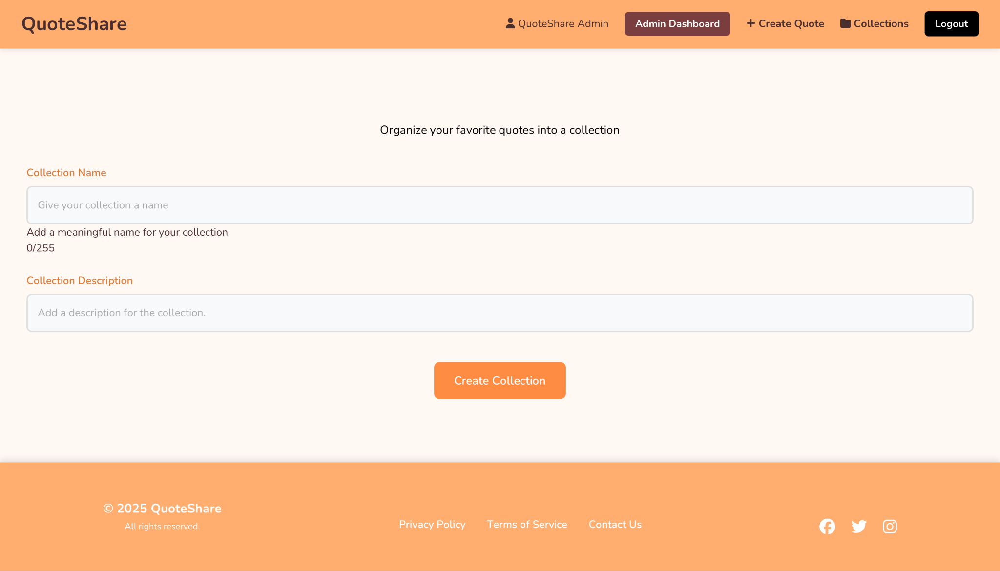 QuoteShare
QuoteShare Admin
Admin Dashboard
Create Quote
Collections
Logout
Organize your favorite quotes into a collection
Collection Name
Give your collection a name
Add a meaningful name for your collection
0/255
Collection Description
Add a description for the collection.
Create Collection
© 2025 QuoteShare
All rights reserved.
Privacy Policy
Terms of Service
Contact Us